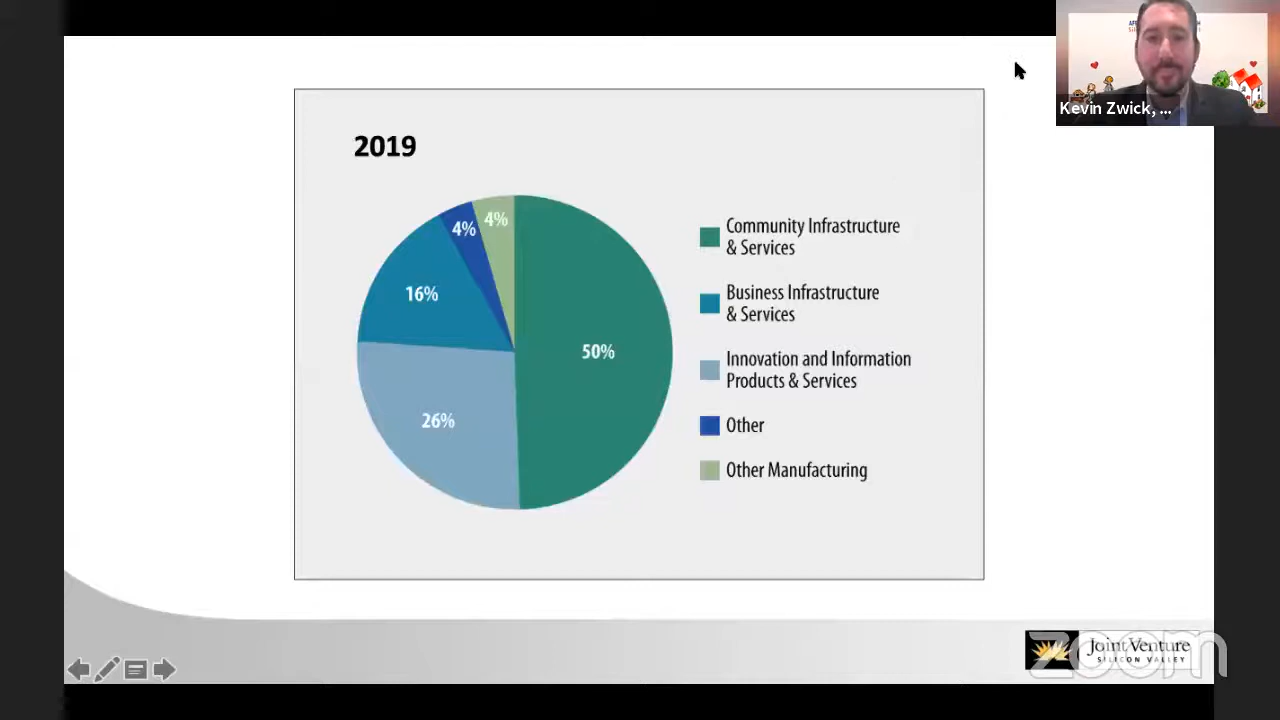 Kevin Zwick, ...
2019
4%
4%
16%
50%
26%
Community Infrastructure
& Services
Business Infrastructure
& Services
Innovation and Information
Products & Services
Other
Other Manufacturing
Joint Venture
SILICON VALLEY
zoom